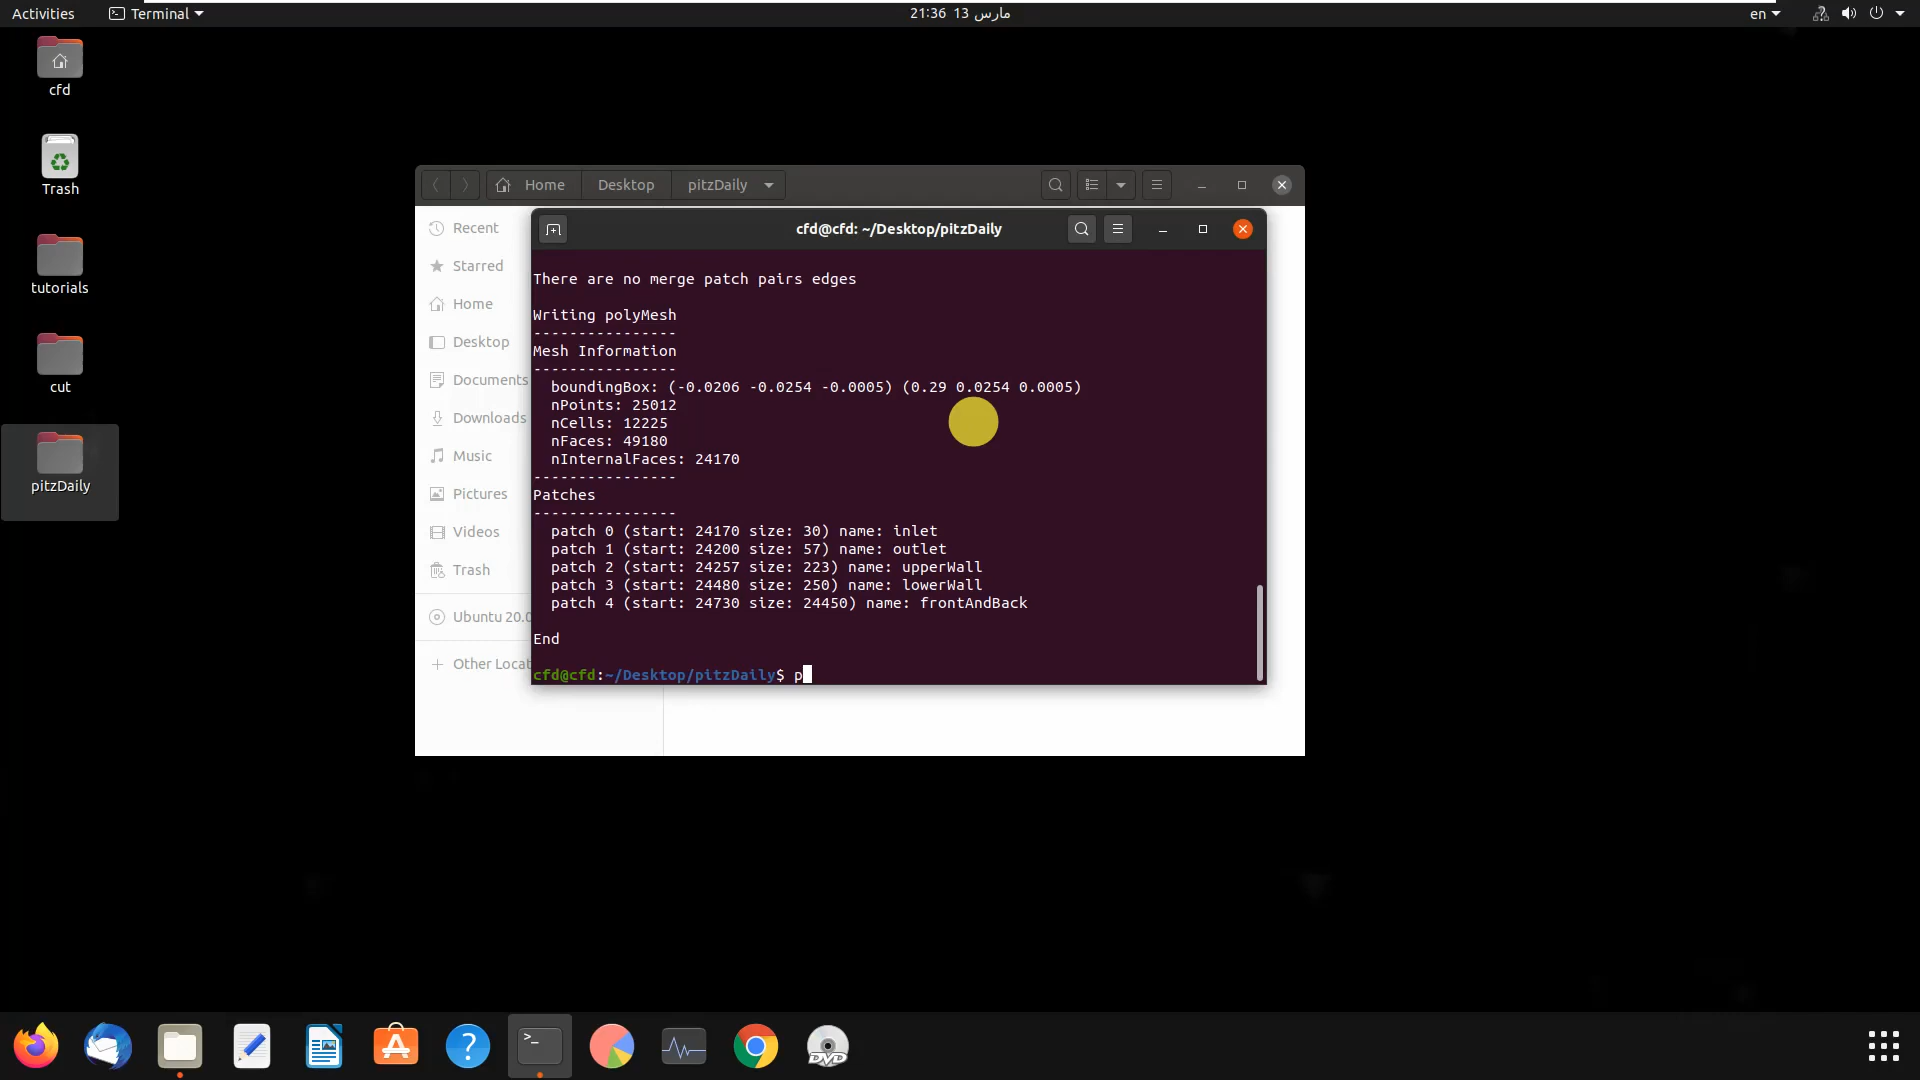 Activities
Terminal
21:36 13 مارس
en
cfd
Trash
tutorials
cut
pitzDaily
Home
Desktop
pitzDaily
Recent
Starred
Home
Desktop
Documents
Downloads
Music
Pictures
Videos
Trash
Ubuntu 20.0
Other Locat
cfd@cfd: ~/Desktop/pitzDaily
There are no merge patch pairs edges
Writing polyMesh
----------------
Mesh Information
----------------
boundingBox: (-0.0206 -0.0254 -0.0005) (0.29 0.0254 0.0005)
nPoints: 25012
nCells: 12225
nFaces: 49180
nInternalFaces: 24170
----------------
Patches
----------------
patch 0 (start: 24170 size: 30) name: inlet
patch 1 (start: 24200 size: 57) name: outlet
patch 2 (start: 24257 size: 223) name: upperWall
patch 3 (start: 24480 size: 250) name: lowerWall
patch 4 (start: 24730 size: 24450) name: frontAndBack
End
cfd@cfd:~/Desktop/pitzDaily$ p
DVD